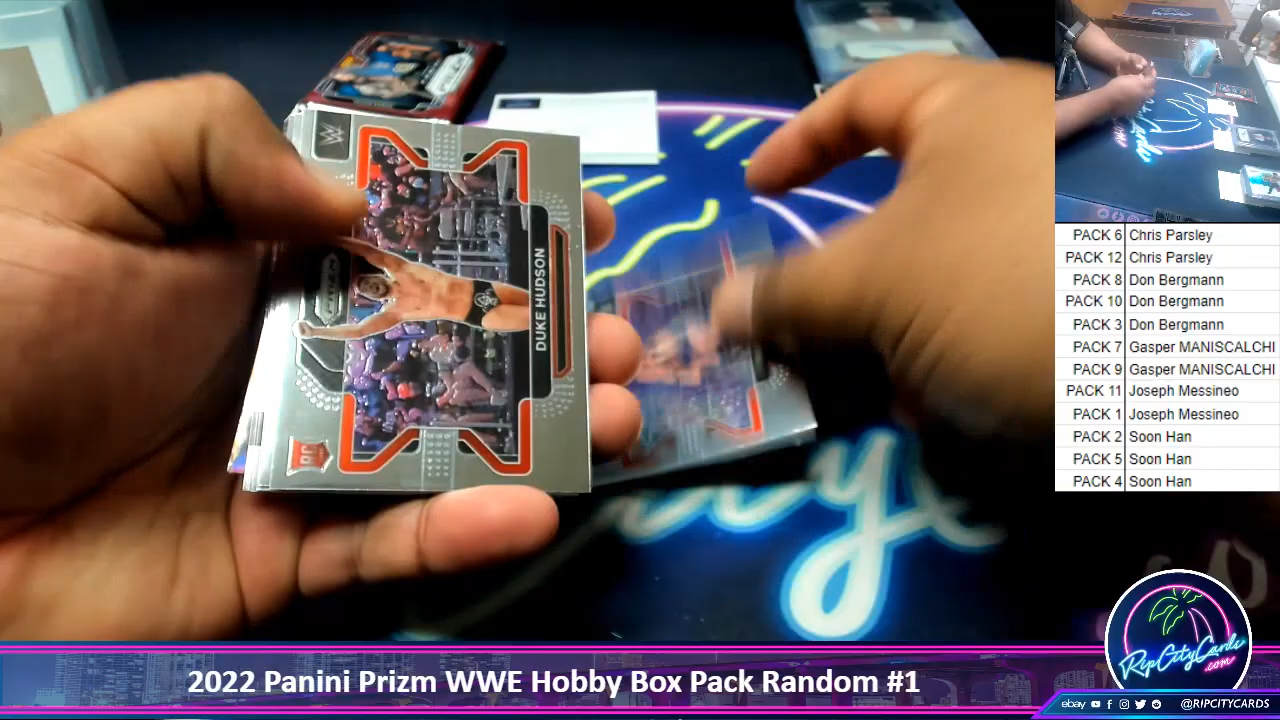 W
PRIZM
DUKE HUDSON
PACK 6 Chris Parsley
PACK 12 Chris Parsley
PACK 8 Don Bergmann
PACK 10 Don Bergmann
PACK 3 Don Bergmann
PACK 7 Gasper MANISCALCHI
PACK 9 Gasper MANISCALCHI
PACK 11 Joseph Messineo
PACK 1 Joseph Messineo
PACK 2 Soon Han
PACK 5 Soon Han
PACK 4 Soon Han
RipCityCards
.com
2022 Panini Prizm WWE Hobby Box Pack Random #1
ebay @RIPCITYCARDS